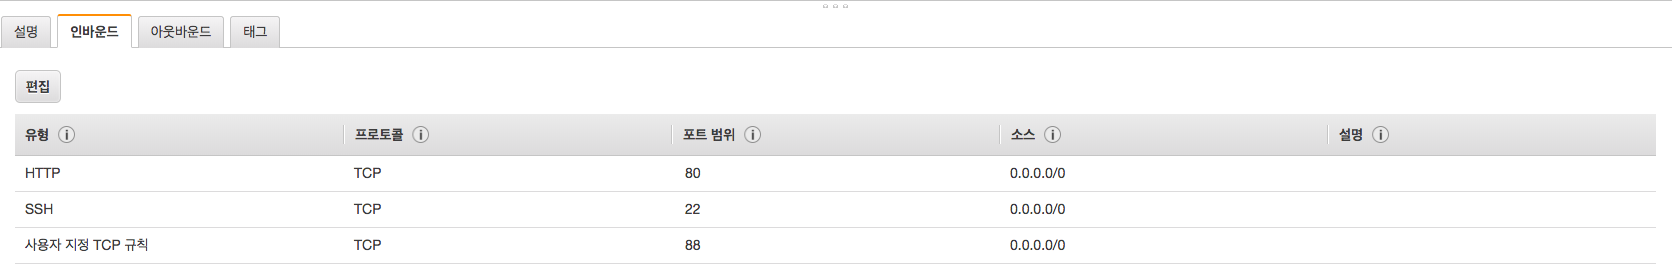 설명 인바운드 아웃바운드 태그
편집
유형 프로토콜 포트 범위 소스 설명
HTTP TCP 80 0.0.0.0/0
SSH TCP 22 0.0.0.0/0
사용자 지정 TCP 규칙 TCP 88 0.0.0.0/0